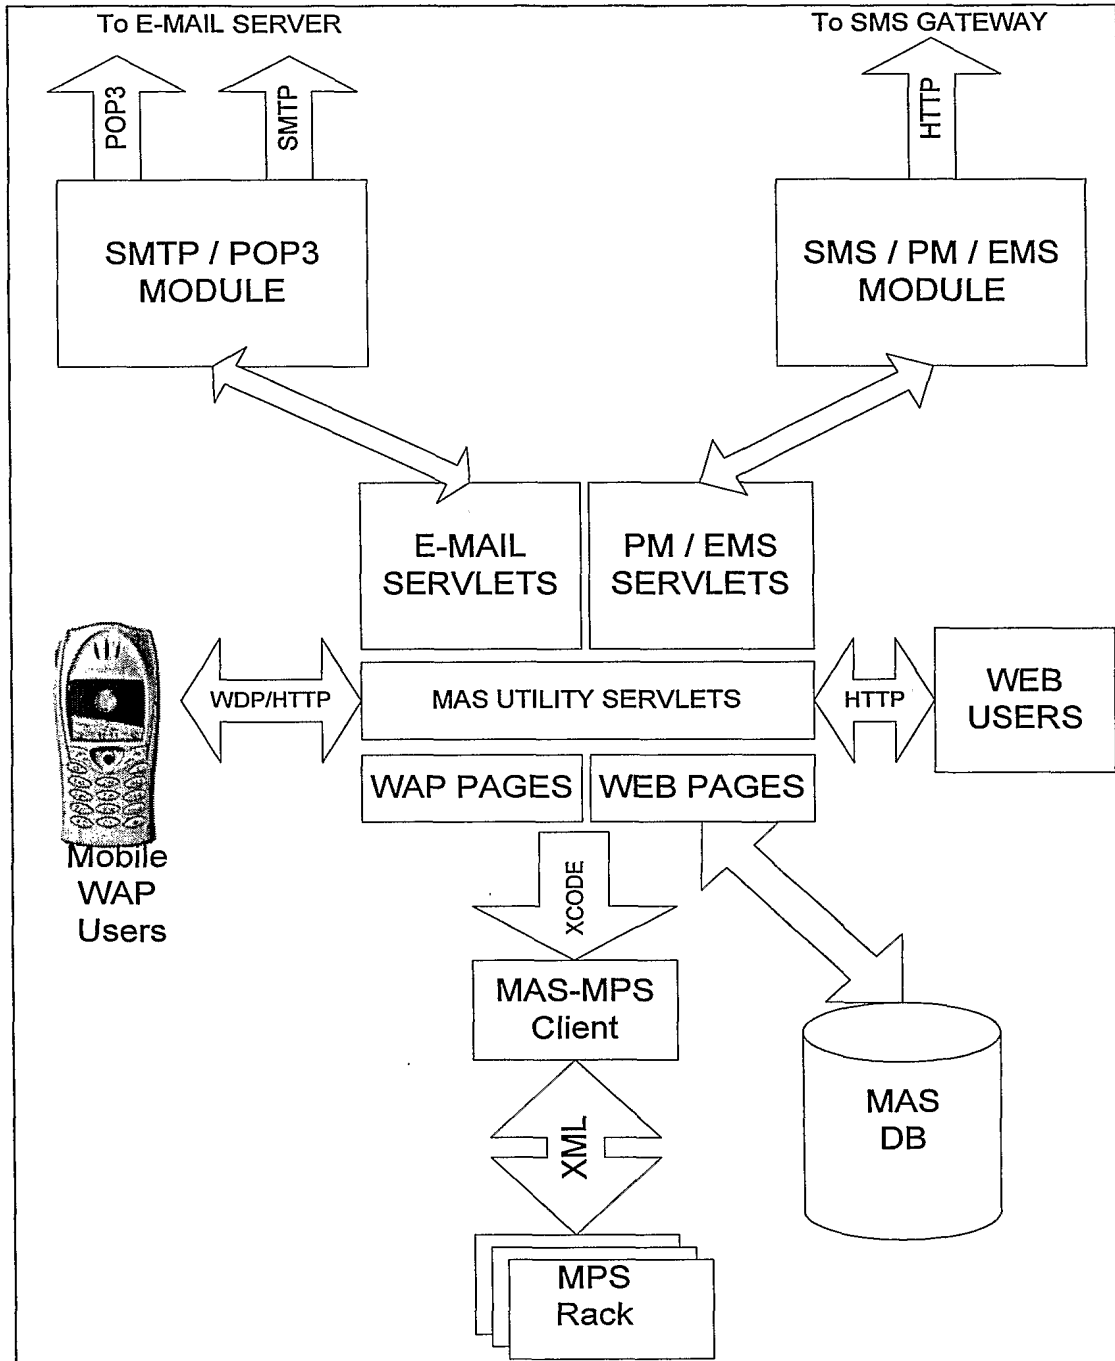 To E-MAIL SERVER
To SMS GATEWAY
POP3
SMTP
HTTP
SMTP / POP3
MODULE
SMS / PM / EMS
MODULE
E-MAIL
SERVLETS
PM / EMS
SERVLETS
WDP/HTTP
MAS UTILITY SERVLETS
HTTP
WEB
USERS
WAP PAGES
WEB PAGES
Mobile
WAP
Users
XCODE
MAS-MPS
Client
MAS
DB
XML
MPS
Rack